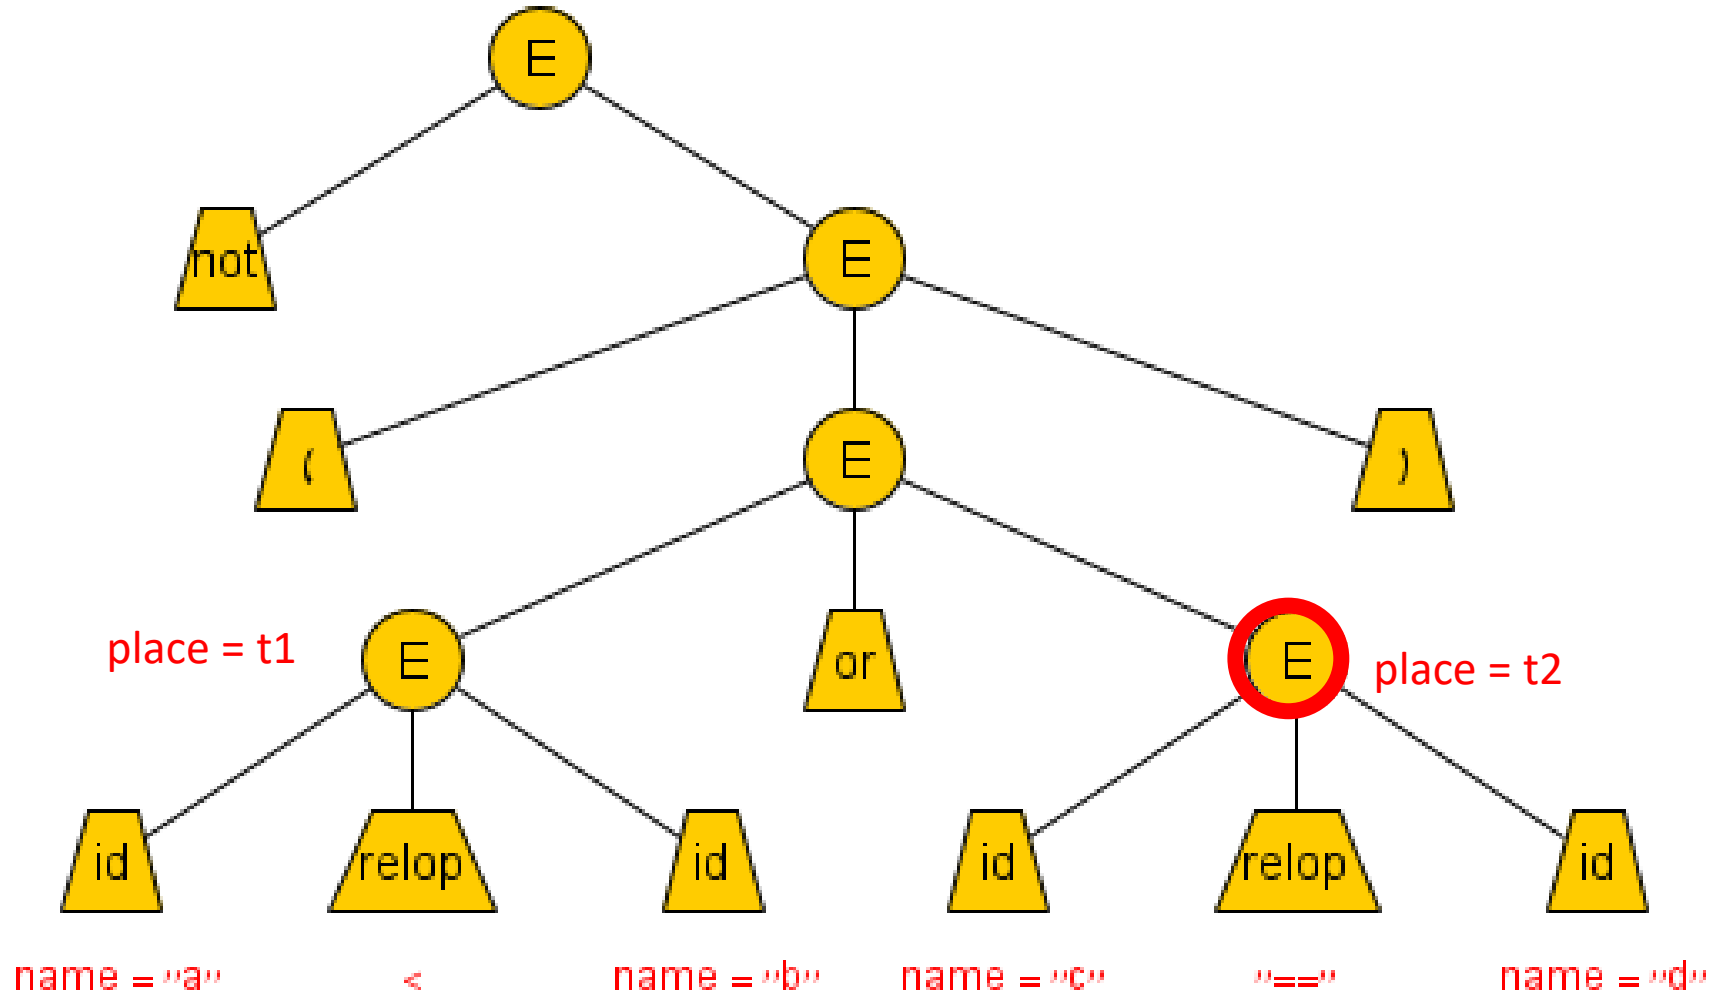 E
not
E
(
E
)
place = t1
E
or
E
place = t2
id
relop
id
id
relop
id
name = "a"
<
name = "b"
name = "c"
"=="
name = "d"